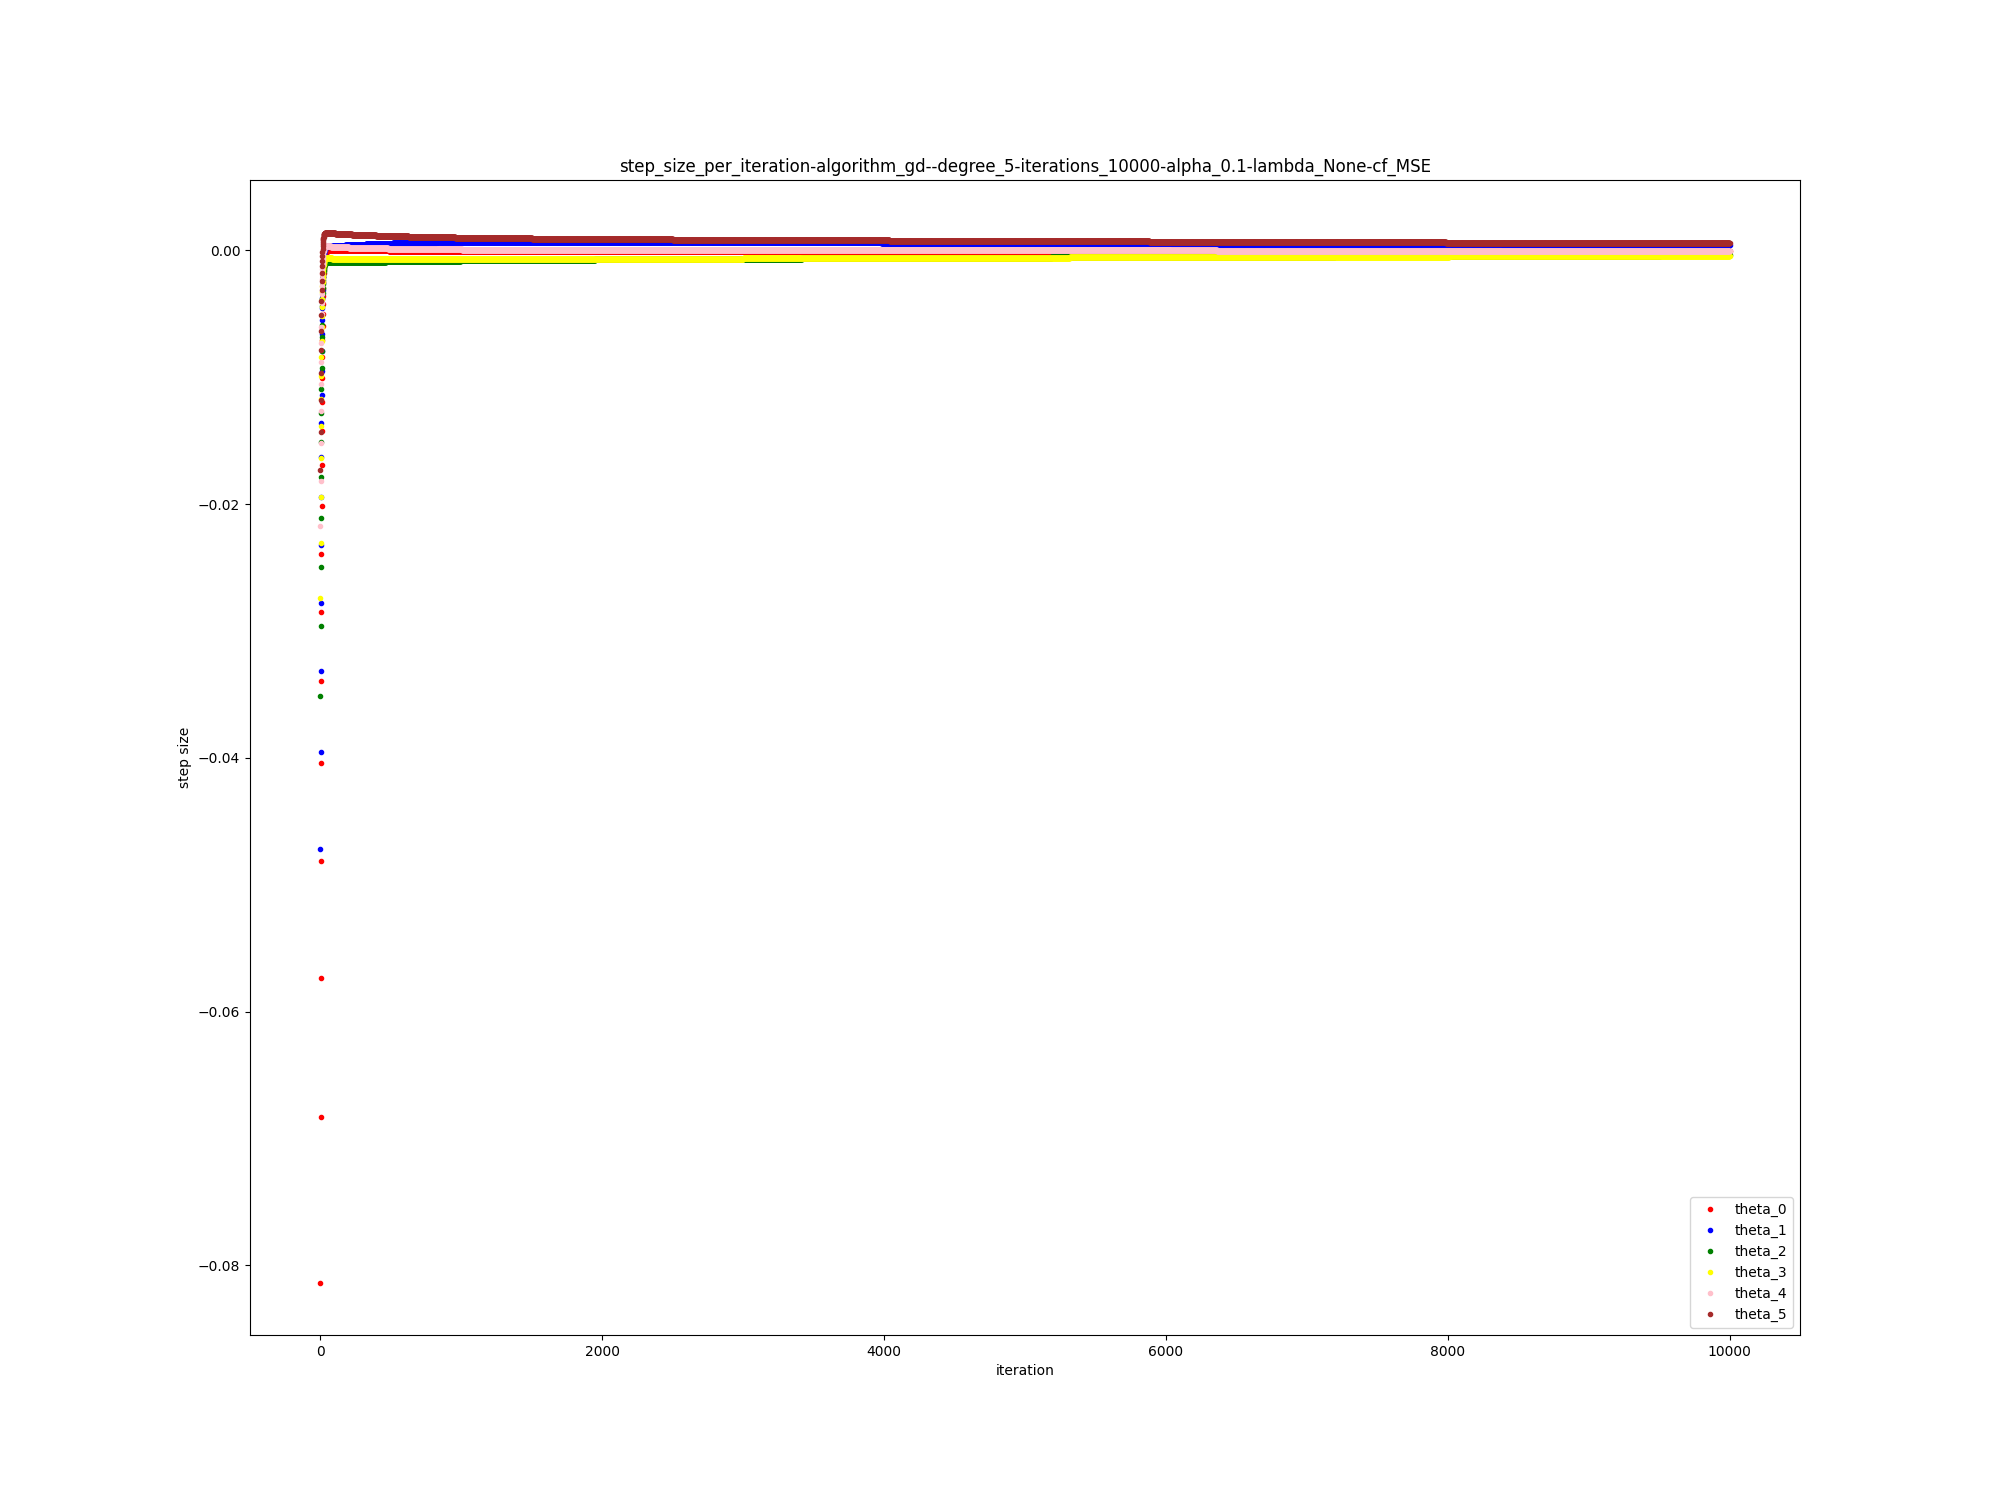 step_size_per_iteration-algorithm_gd--degree_5-iterations_10000-alpha_0.1-lambda_None-cf_MSE
0.00
−0.02
−0.04
−0.06
−0.08
step size
0
2000
4000
6000
8000
10000
iteration
theta_0
theta_1
theta_2
theta_3
theta_4
theta_5